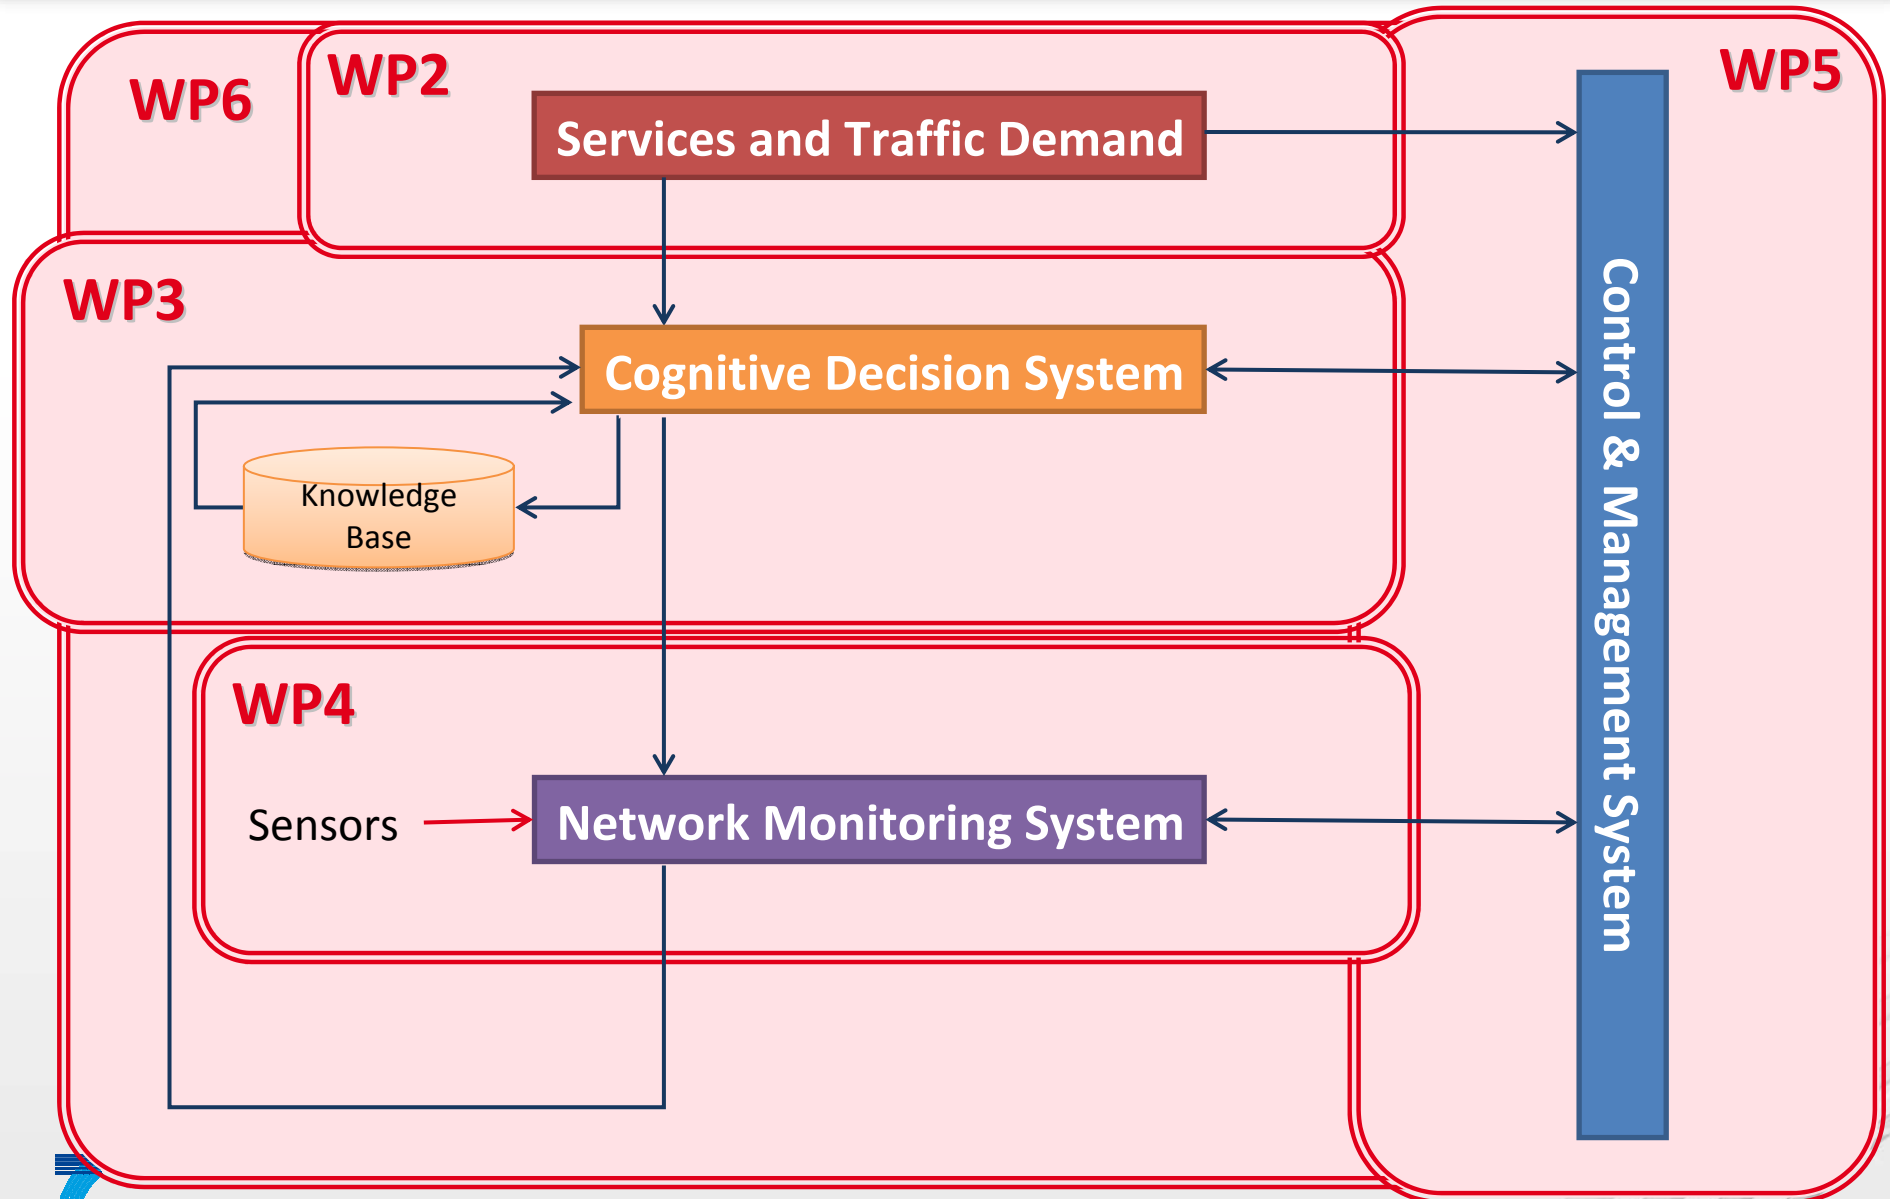 WP6
WP2
WP5
Services and Traffic Demand
WP3
Cognitive Decision System
Control & Management System
Knowledge
Base
WP4
Sensors
Network Monitoring System